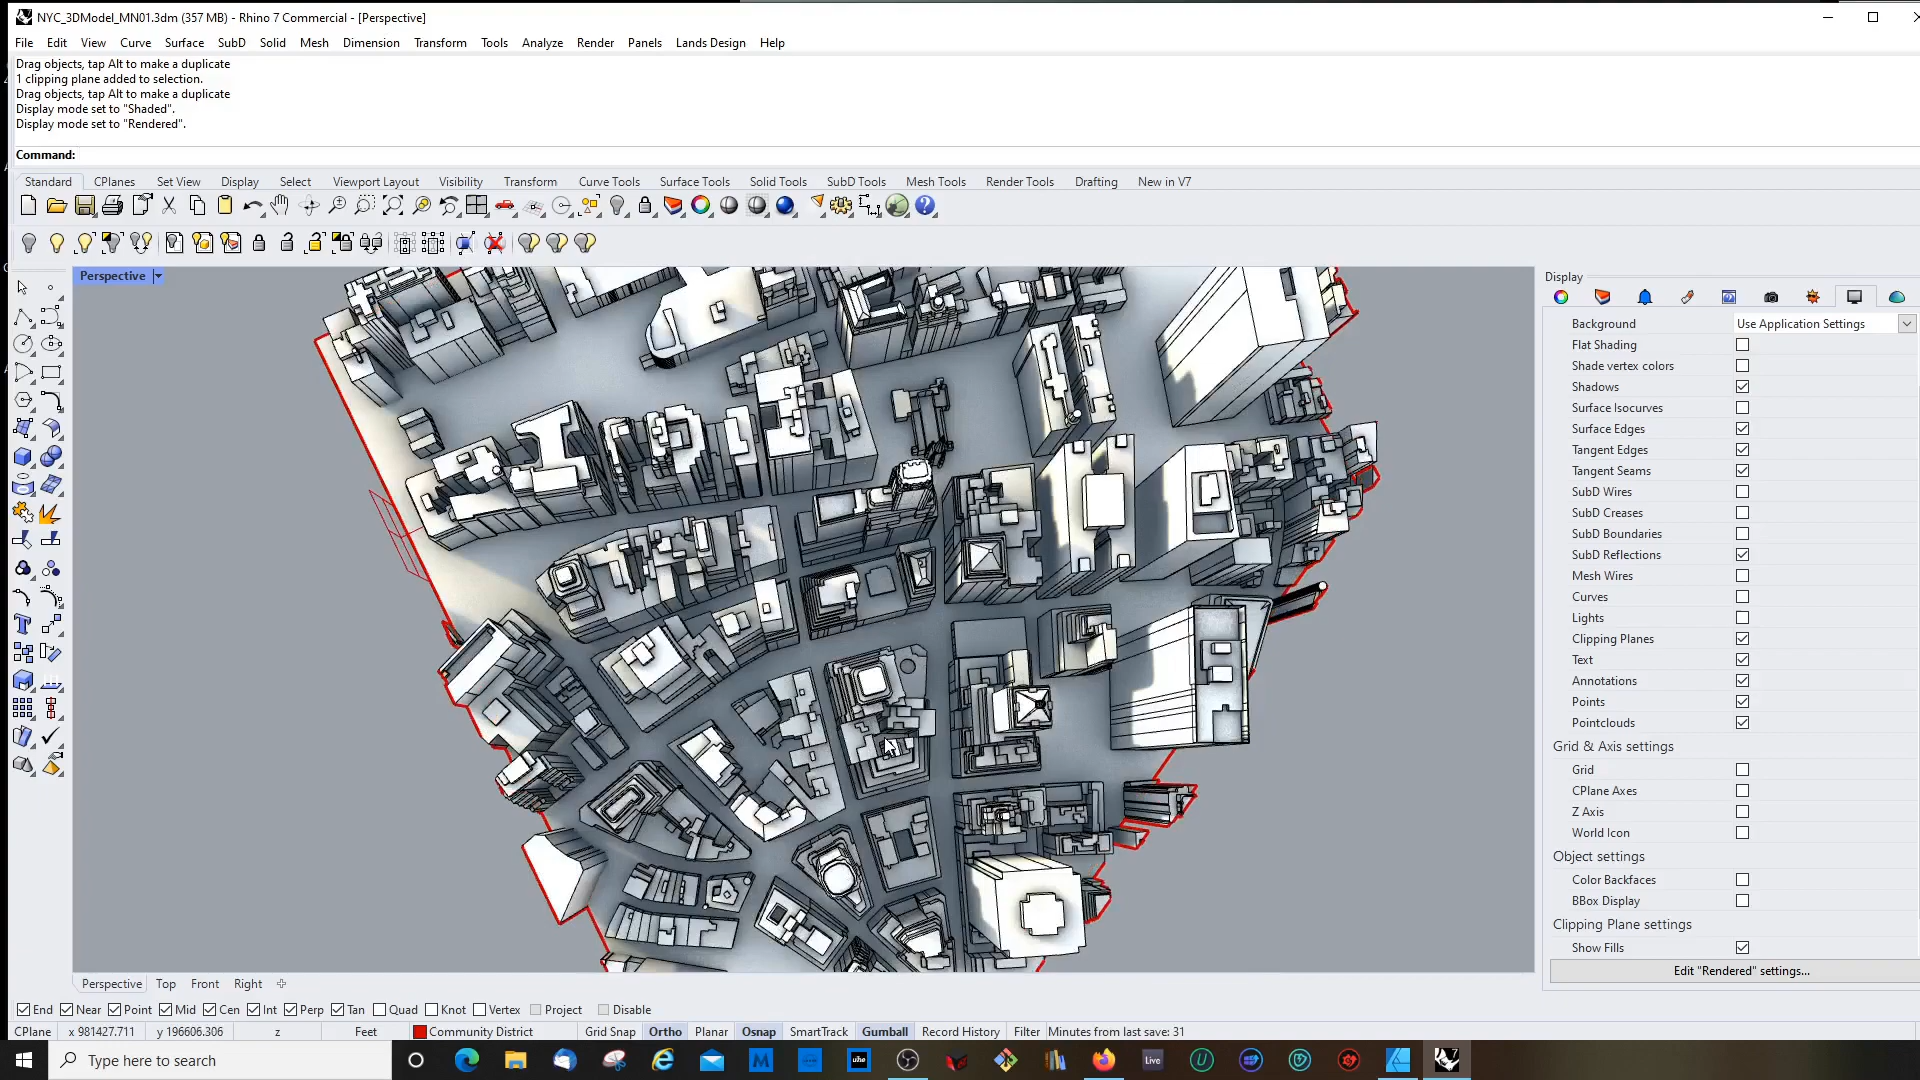 NYC_3DModel_MN01.3dm (357 MB) - Rhino 7 Commercial - [Perspective]
File Edit View Curve Surface SubD Solid Mesh Dimension Transform Tools Analyze Render Panels Lands Design Help
Drag objects, tap Alt to make a duplicate
1 clipping plane added to selection.
Drag objects, tap Alt to make a duplicate
Display mode set to "Shaded".
Display mode set to "Rendered".
Command:
Standard CPlanes Set View Display Select Viewport Layout Visibility Transform Curve Tools Surface Tools Solid Tools SubD Tools Mesh Tools Render Tools Drafting New in V7
Perspective
Display
Background Use Application Settings
Flat Shading
Shade vertex colors
Shadows
Surface Isocurves
Surface Edges
Tangent Edges
Tangent Seams
SubD Wires
SubD Creases
SubD Boundaries
SubD Reflections
Mesh Wires
Curves
Lights
Clipping Planes
Text
Annotations
Points
Pointclouds
Grid & Axis settings
Grid
CPlane Axes
Z Axis
World Icon
Object settings
Color Backfaces
BBox Display
Clipping Plane settings
Show Fills
Edit "Rendered" settings...
Perspective Top Front Right
End Near Point Mid Cen Int Perp Tan Quad Knot Vertex Project Disable
CPlane x 981427.711 y 196606.306 z Feet Community District Grid Snap Ortho Planar Osnap SmartTrack Gumball Record History Filter Minutes from last save: 31
Type here to search
uhe
Live